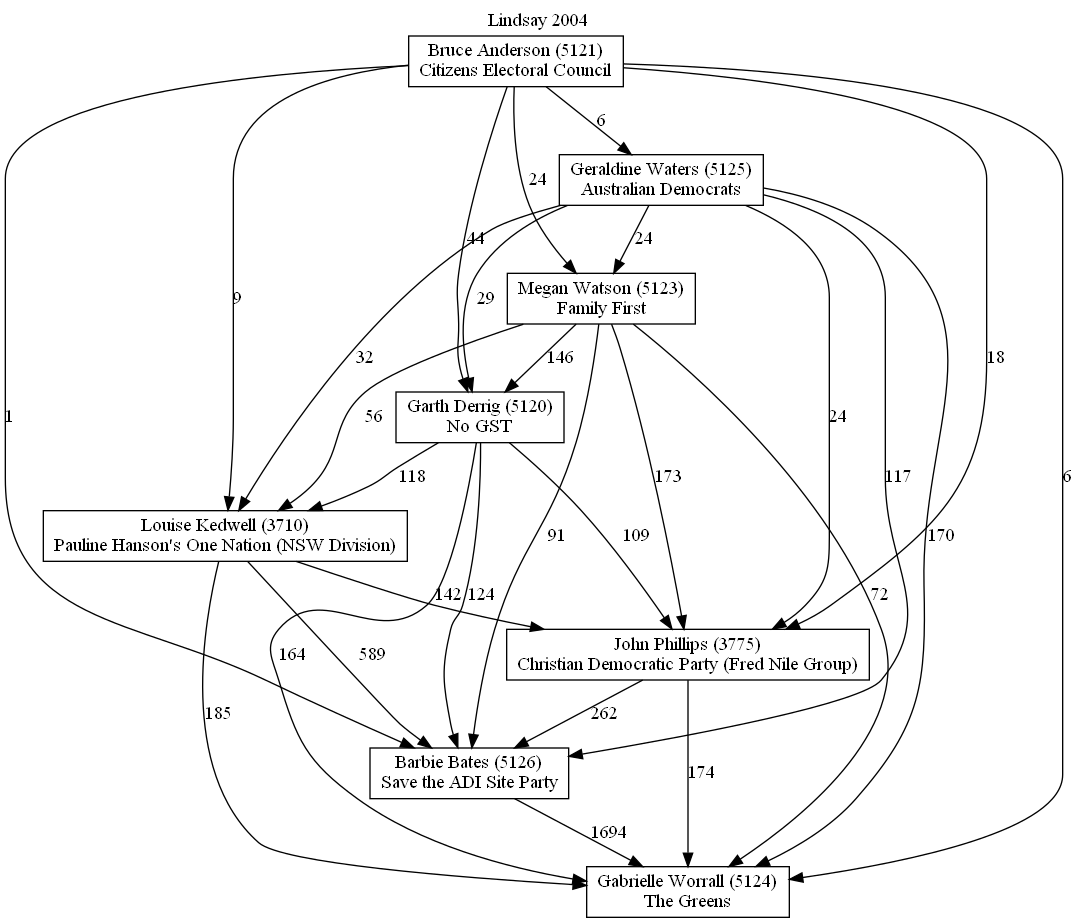 Lindsay 2004
Bruce Anderson (5121)
Citizens Electoral Council
6
Geraldine Waters (5125)
Australian Democrats
24
44
24
9
29
Megan Watson (5123)
Family First
32
146
18
1
56
Garth Derrig (5120)
No GST
24
118
173
117
6
Louise Kedwell (3710)
Pauline Hanson's One Nation (NSW Division)
91
109
170
142
124
72
John Phillips (3775)
Christian Democratic Party (Fred Nile Group)
164
589
185
262
Barbie Bates (5126)
Save the ADI Site Party
174
1694
Gabrielle Worrall (5124)
The Greens